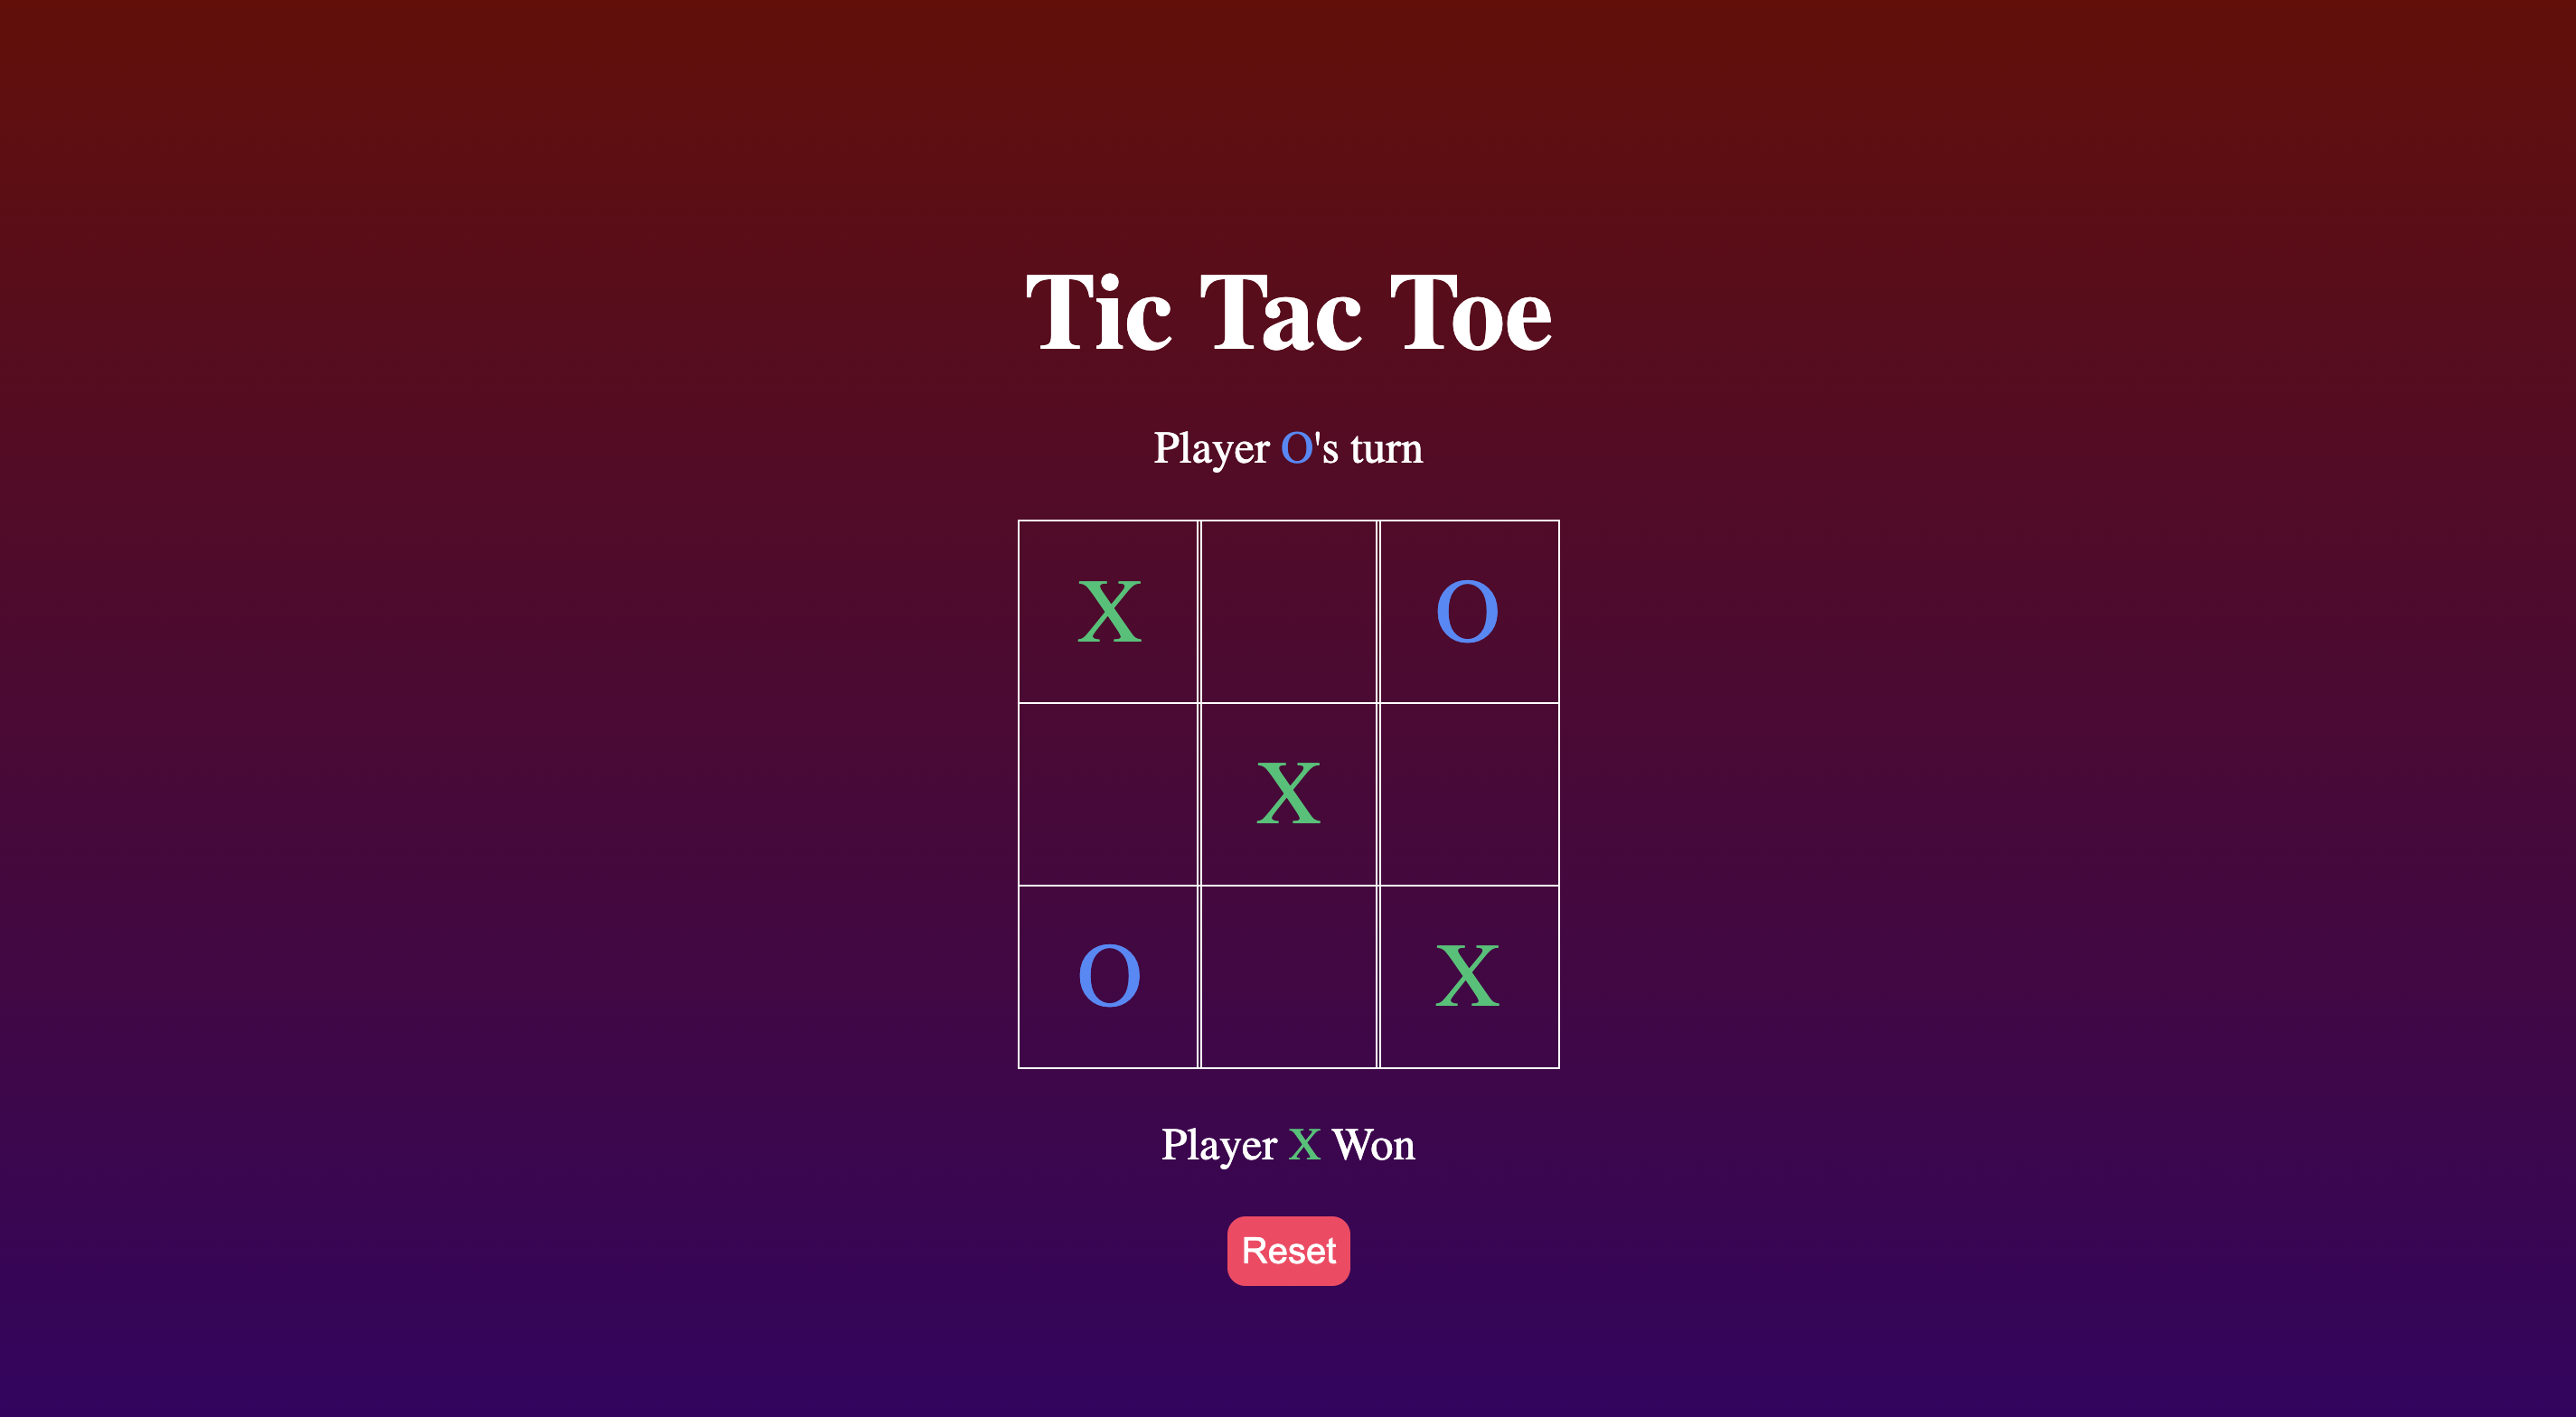 Tic Tac Toe
Player O's turn
X O
X
O X
Player X Won
Reset